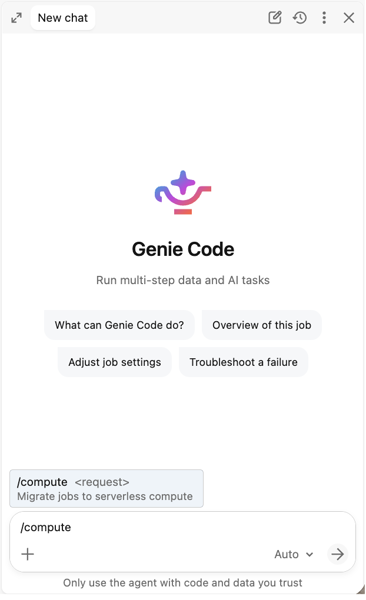 New chat
Genie Code
Run multi-step data and AI tasks
What can Genie Code do?
Overview of this job
Adjust job settings
Troubleshoot a failure
/compute <request>
Migrate jobs to serverless compute
/compute
Auto
Only use the agent with code and data you trust